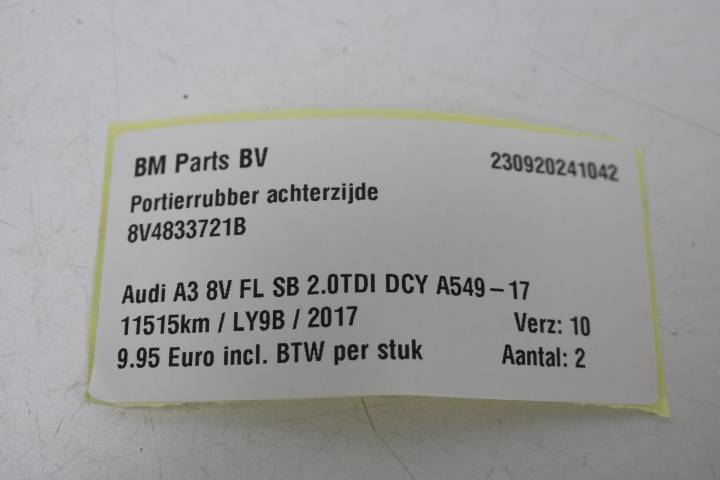 BM Parts BV 230920241042
Portierrubber achterzijde
8V4833721B
Audi A3 8V FL SB 2.0TDI DCY A549-17
11515km / LY9B / 2017 Verz: 10
9.95 Euro incl. BTW per stuk Aantal: 2